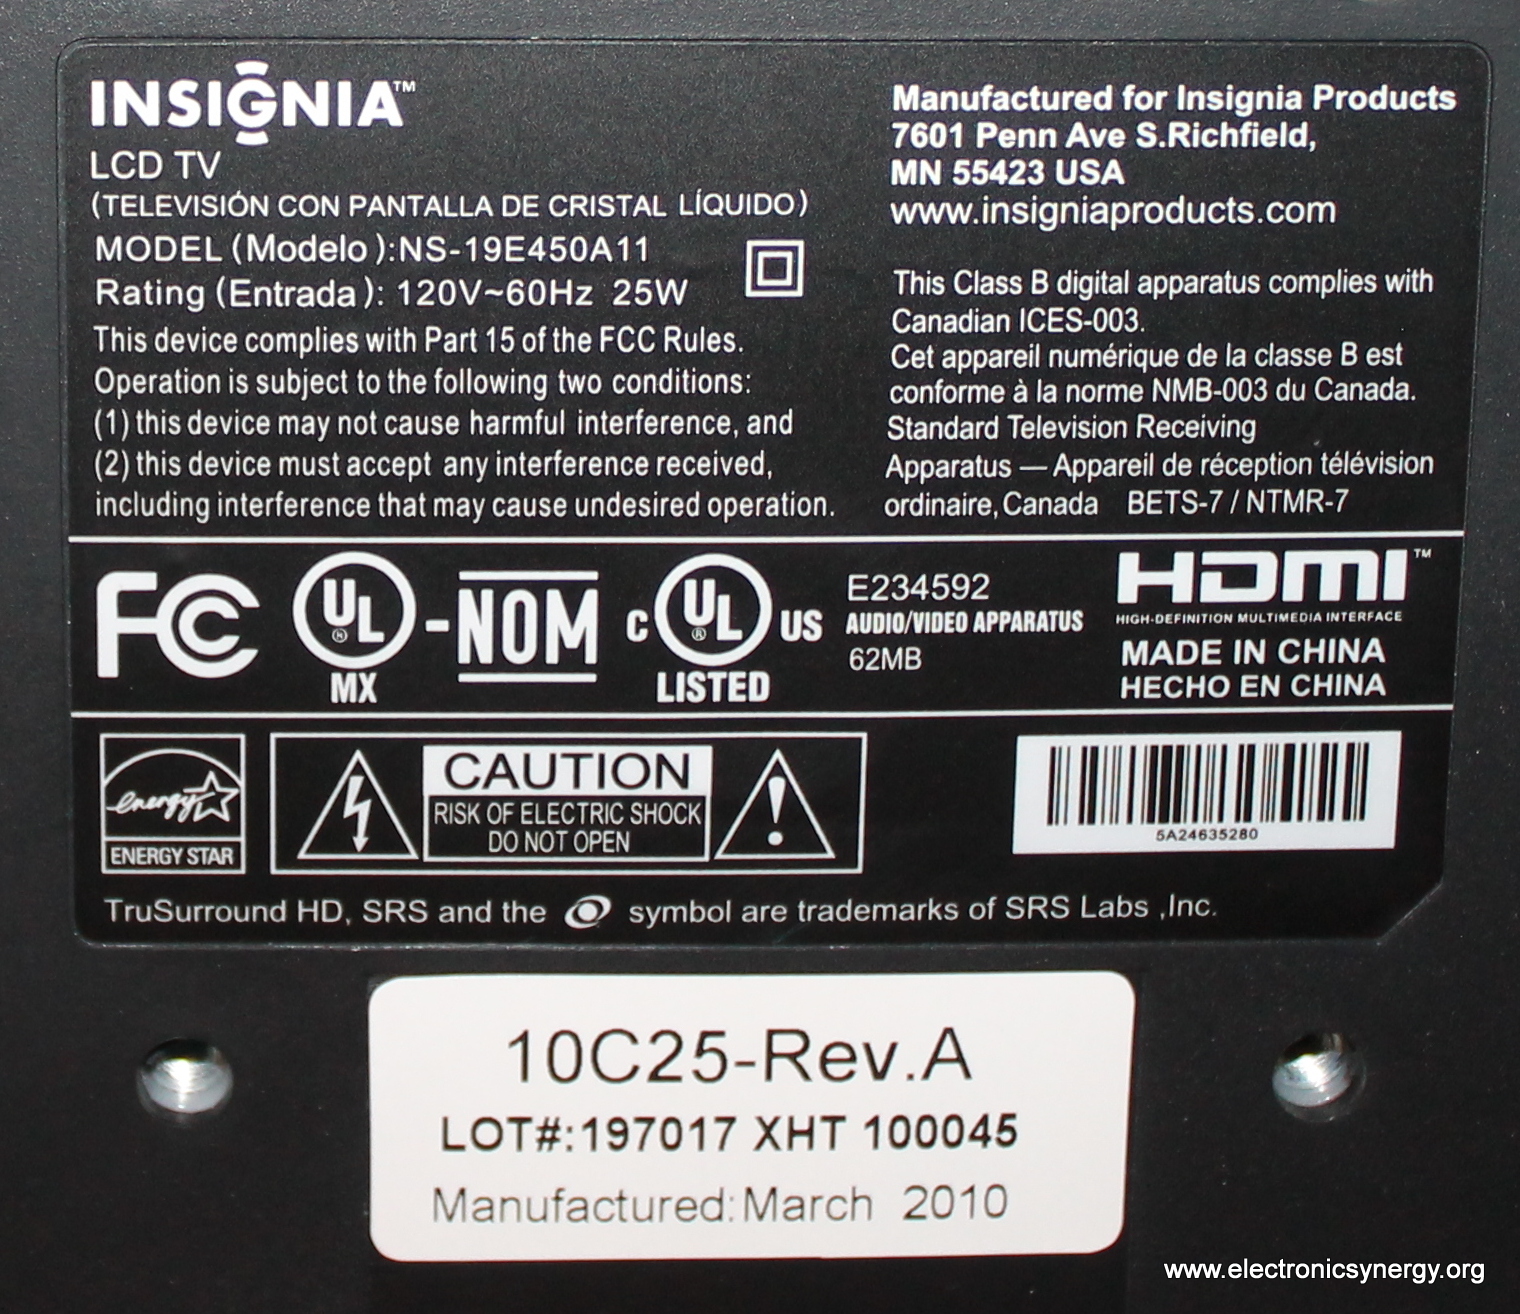 INSIGNIA™
LCD TV
(TELEVISIÓN CON PANTALLA DE CRISTAL LÍQUIDO)
MODEL (Modelo):NS-19E450A11
Rating (Entrada): 120V~60Hz 25W
This device complies with Part 15 of the FCC Rules.
Operation is subject to the following two conditions:
(1) this device may not cause harmful interference, and
(2) this device must accept any interference received,
including interference that may cause undesired operation.
Manufactured for Insignia Products
7601 Penn Ave S.Richfield,
MN 55423 USA
www.insigniaproducts.com
This Class B digital apparatus complies with
Canadian ICES-003.
Cet appareil numérique de la classe B est
conforme à la norme NMB-003 du Canada.
Standard Television Receiving
Apparatus — Appareil de réception télévision
ordinaire, Canada BETS-7 / NTMR-7
FC
UL®
MX
-NOM
C UL® US
LISTED
E234592
AUDIO/VIDEO APPARATUS
62MB
HDMI™
HIGH-DEFINITION MULTIMEDIA INTERFACE
MADE IN CHINA
HECHO EN CHINA
energy
ENERGY STAR
CAUTION
RISK OF ELECTRIC SHOCK
DO NOT OPEN
!
5A24635280
TruSurround HD, SRS and the symbol are trademarks of SRS Labs ,Inc.
10C25-Rev.A
LOT#:197017 XHT 100045
Manufactured:March 2010
www.electronicsynergy.org